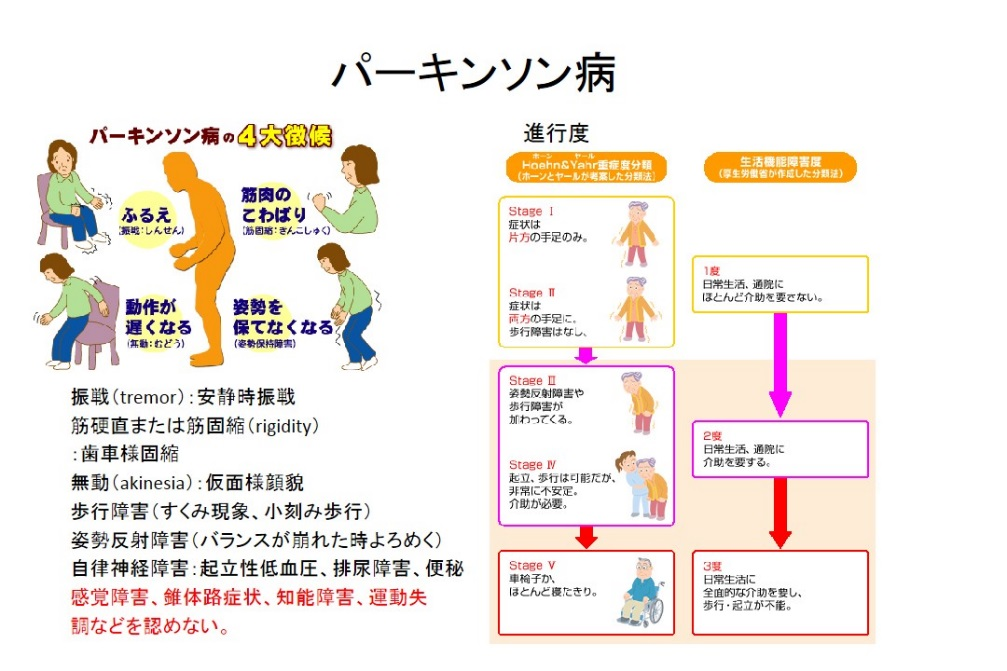 パーキンソン病
パーキンソン病の4大徴候
ふるえ
(振戦:しんせん)
筋肉の
こわばり
(筋固縮:きんこしゅく)
動作が
遅くなる
(無動:むどう)
姿勢を
保てなくなる
(姿勢保持障害)
振戦(tremor):安静時振戦
筋硬直または筋固縮(rigidity)
:歯車様固縮
無動(akinesia):仮面様顔貌
歩行障害(すくみ現象、小刻み歩行)
姿勢反射障害(バランスが崩れた時よろめく)
自律神経障害:起立性低血圧、排尿障害、便秘
感覚障害、錐体路症状、知能障害、運動失
調などを認めない。
進行度
ホーン ヤール
Hoehn&Yahr重症度分類
(ホーンとヤールが考案した分類法)
Stage Ⅰ
症状は
片方の手足のみ。
Stage Ⅱ
症状は
両方の手足に、
歩行障害はなし、
Stage Ⅲ
姿勢反射障害や
歩行障害が
加わってくる。
Stage Ⅳ
起立、歩行は可能だが、
非常に不安定。
介助が必要。
Stage Ⅴ
車輪子か、
ほとんど寝たきり。
生活機能障害度
(厚生労働省が作成した分類法)
1度
日常生活、通院に
ほとんど介助を要さない。
2度
日常生活、通院に
介助を要する。
3度
日常生活に
全面的な介助を要し、
歩行・起立が不能。